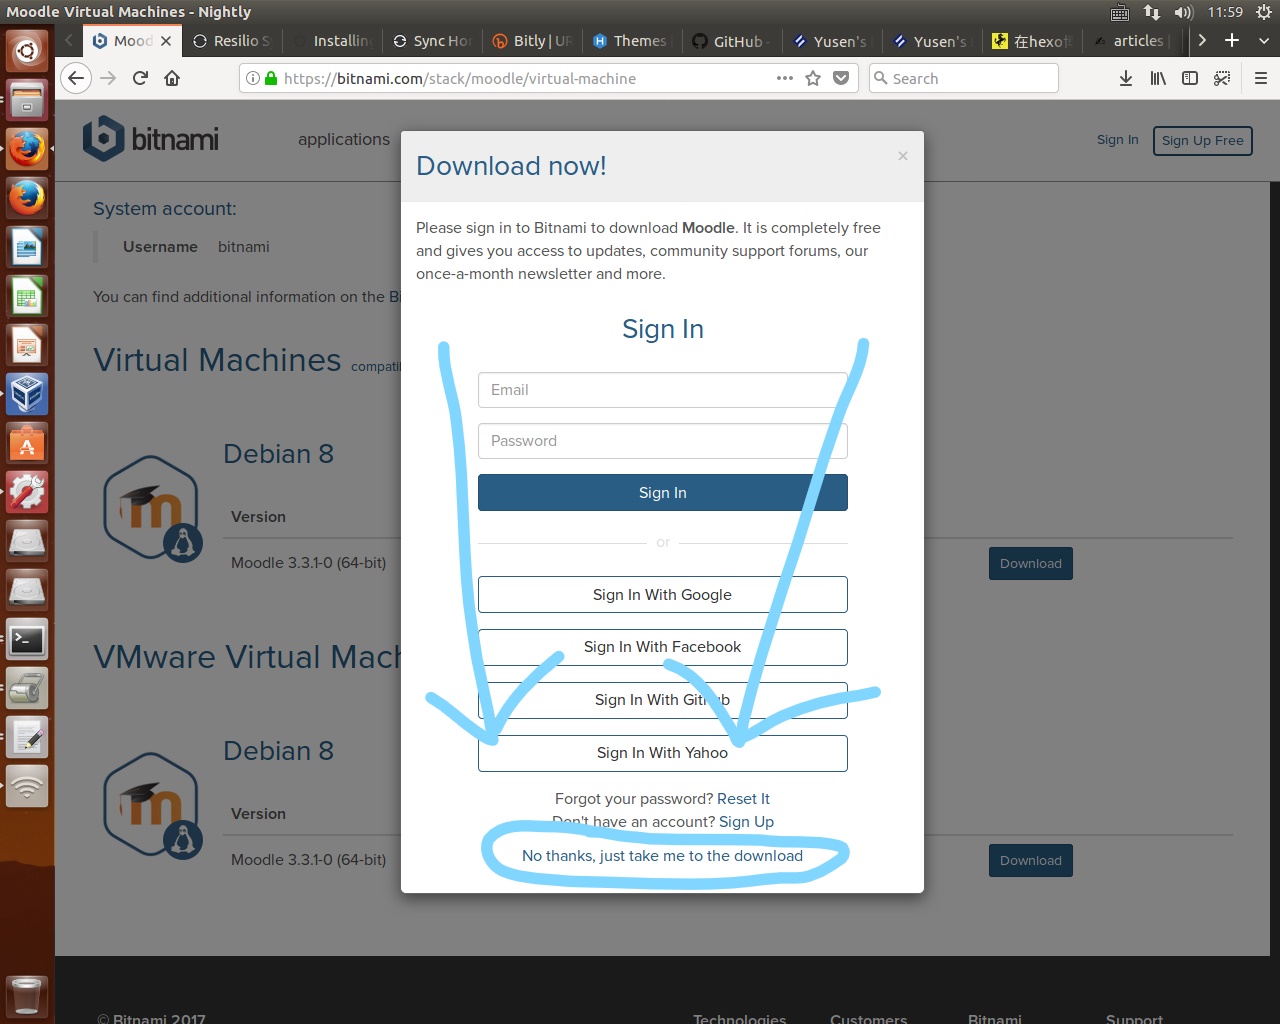 Moodle Virtual Machines - Nightly
11:59
Mood
Resilio S
Installing
Sync Ho
Bitly | UR
Themes
GitHub -
Yusen's
Yusen's
在hexo
articles |
https://bitnami.com/stack/moodle/virtual-machine
Search
bitnami
applications
Sign In
Sign Up Free
Download now!
×
System account:
Username bitnami
Please sign in to Bitnami to download Moodle. It is completely free
and gives you access to updates, community support forums, our
once-a-month newsletter and more.
You can find additional information on the B
Sign In
Virtual Machines compati
Email
Password
Sign In
or
Debian 8
Version
Moodle 3.3.1-0 (64-bit)
Download
Sign In With Google
Sign In With Facebook
Sign In With GitHub
Sign In With Yahoo
VMware Virtual Mach
Debian 8
Version
Moodle 3.3.1-0 (64-bit)
Download
Forgot your password? Reset It
Don't have an account? Sign Up
No thanks, just take me to the download
© Bitnami 2017
Technologies
Customers
Bitnami
Support